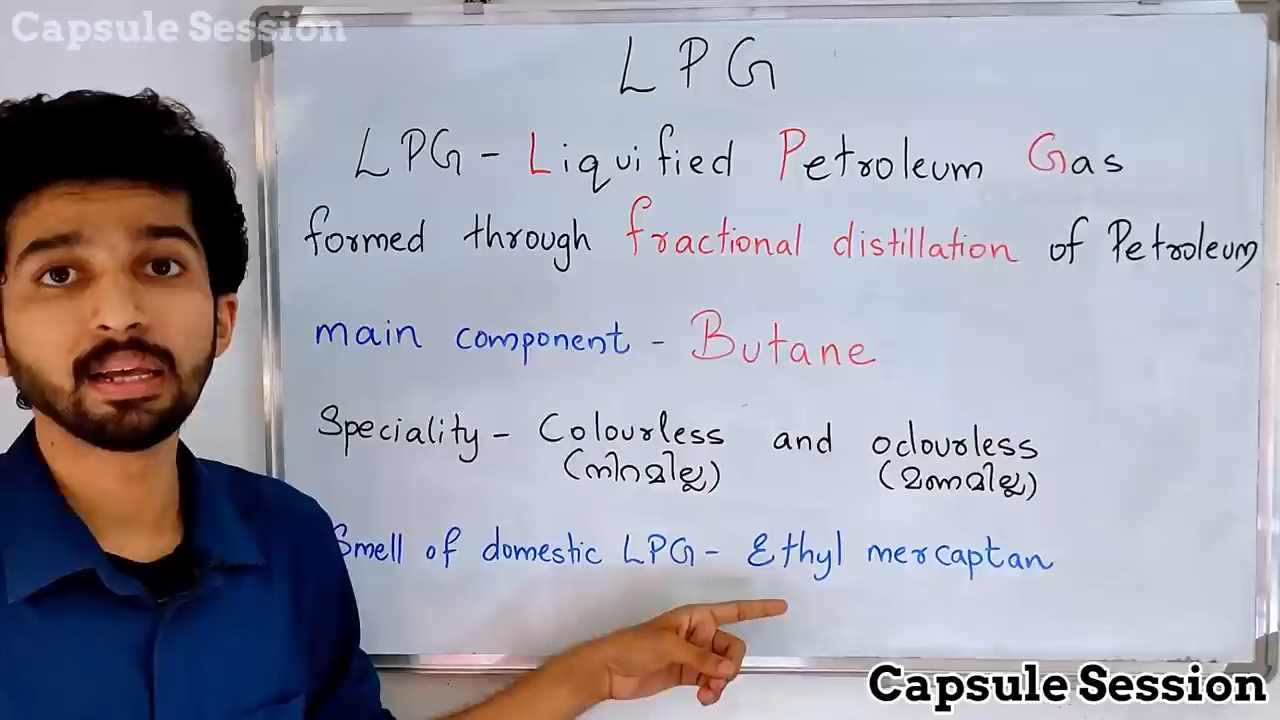 Capsule Session
LPG
LPG - Liquified Petroleum Gas
formed through fractional distillation of Petroleum
main component - Butane
Speciality - Colourless and odourless
(നിറമില്ല) (മണമില്ല)
Smell of domestic LPG - Ethyl mercaptan
Capsule Session